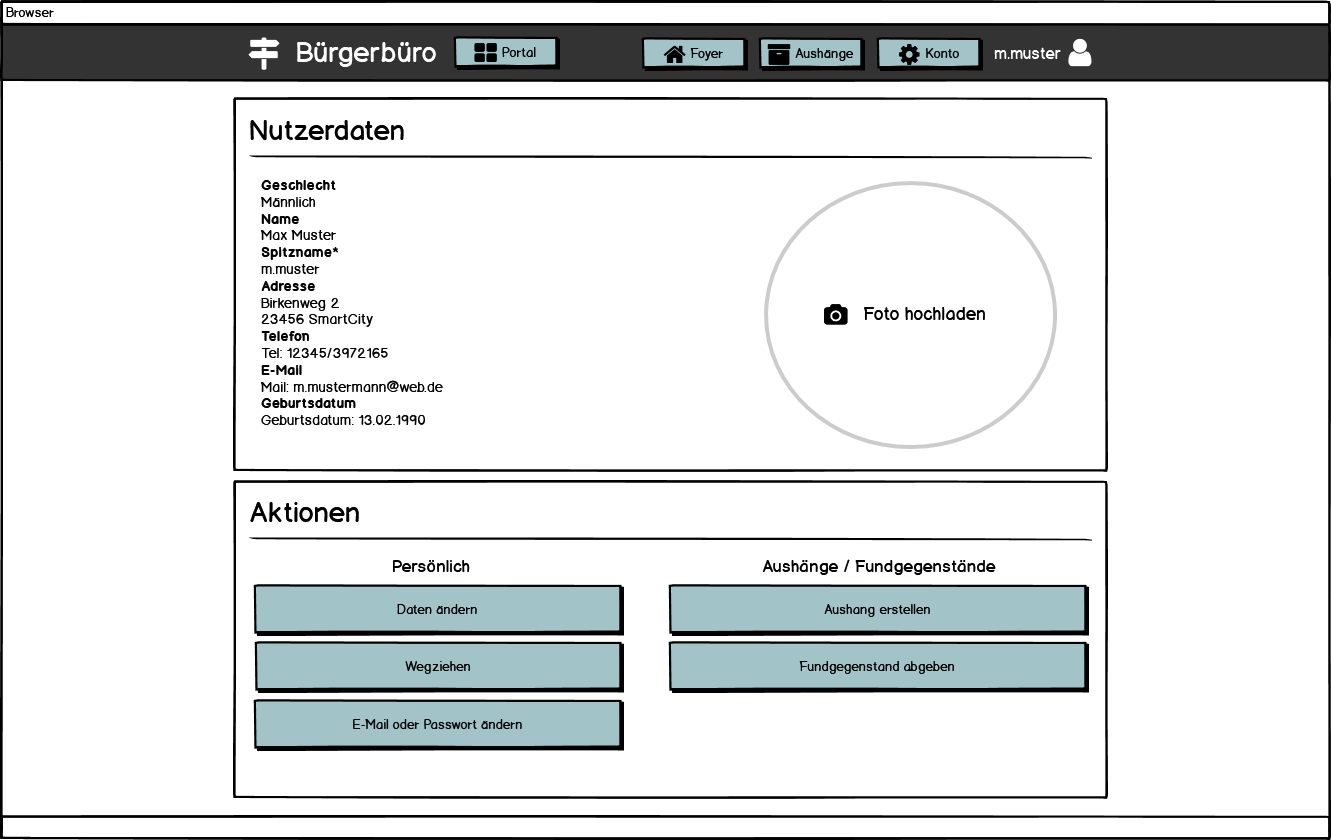 Browser
Bürgerbüro
Portal
Foyer
Aushänge
Konto
m.muster
Nutzerdaten
Geschlecht
Männlich
Name
Max Muster
Spitzname*
m.muster
Adresse
Birkenweg 2
23456 SmartCity
Telefon
Tel: 12345/3972165
E-Mail
Mail: m.mustermann@web.de
Geburtsdatum
Geburtsdatum: 13.02.1990
Foto hochladen
Aktionen
Persönlich
Daten ändern
Wegziehen
E-Mail oder Passwort ändern
Aushänge / Fundgegenstände
Aushang erstellen
Fundgegenstand abgeben